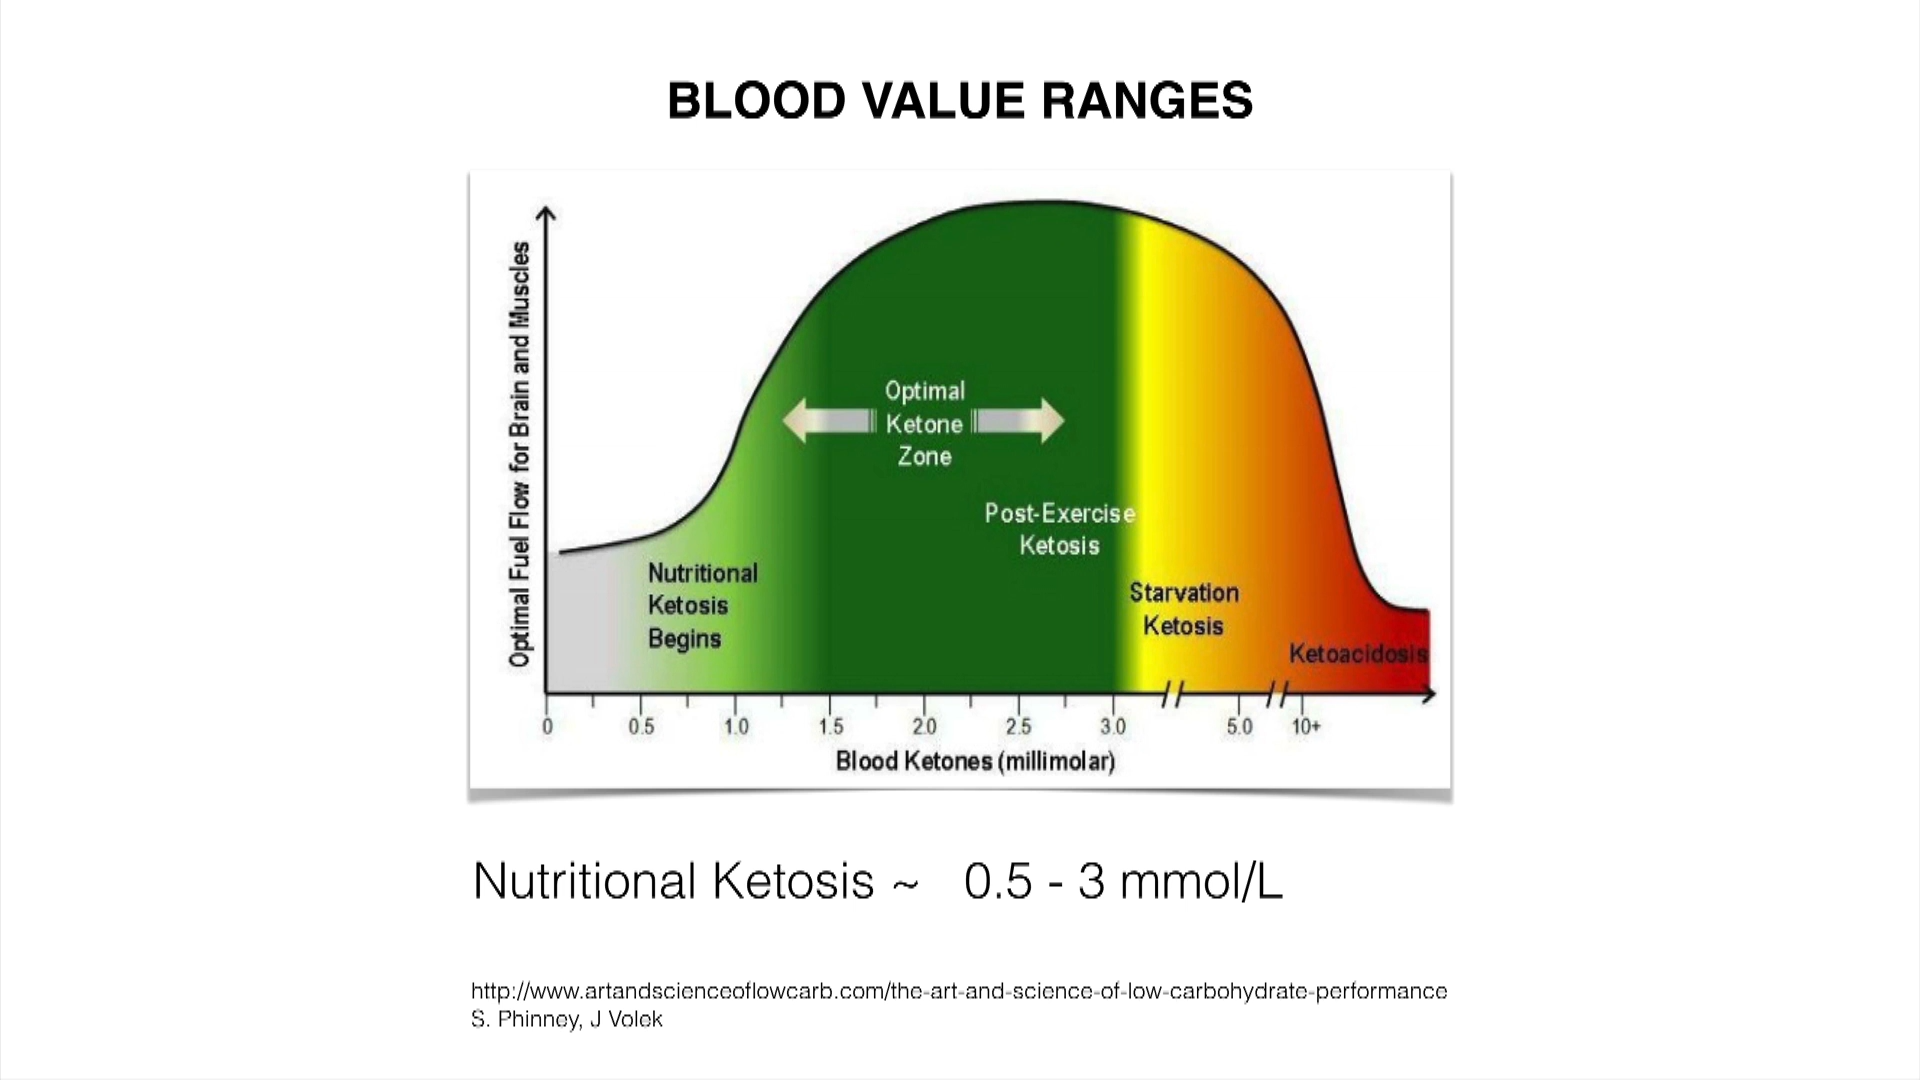 BLOOD VALUE RANGES
Optimal Fuel Flow for Brain and Muscles
Optimal
Ketone
Zone
Post-Exercise
Ketosis
Nutritional
Ketosis
Begins
Starvation
Ketosis
Ketoacidosis
0 0.5 1.0 1.5 2.0 2.5 3.0 5.0 10+
Blood Ketones (millimolar)
Nutritional Ketosis ~ 0.5 - 3 mmol/L
http://www.artandscienceoflowcarb.com/the-art-and-science-of-low-carbohydrate-performance
S. Phinney, J Volek